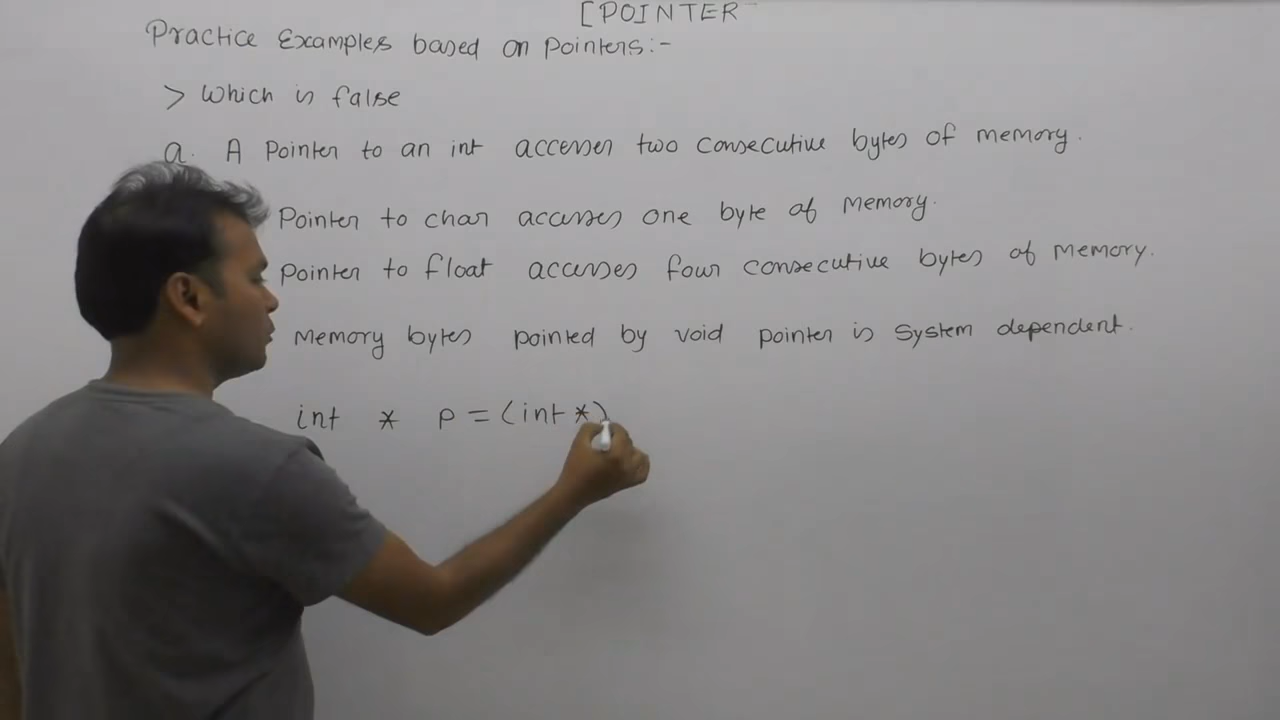 [POINTER
Practice Examples based on Pointers:-
> Which is false
a. A Pointer to an int accesses two consecutive bytes of memory.
Pointer to char accesses one byte of Memory.
Pointer to float accesses four consecutive bytes of Memory.
Memory bytes pointed by void pointer is system dependent.
int * p = (int *)